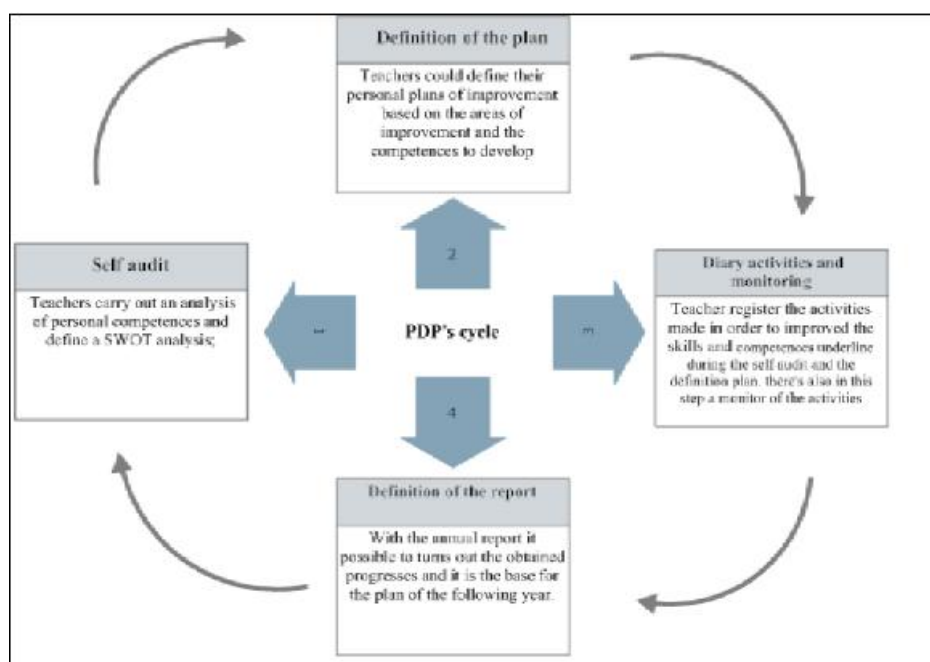 Definition of the plan
Teachers could define their
personal plans of improvement
based on the areas of
improvement and the
competences to develop
2
Self audit
Teachers carry out an analysis
of personal competences and
define a SWOT analysis;
1
PDP's cycle
3
Diary activities and
monitoring
Teacher register the activities
made in order to improved the
skills and competences underline
during the self audit and the
definition plan. there's also in this
step a monitor of the activities
4
Definition of the report
With the annual report it
possible to turns out the obtained
progresses and it is the base for
the plan of the following year.